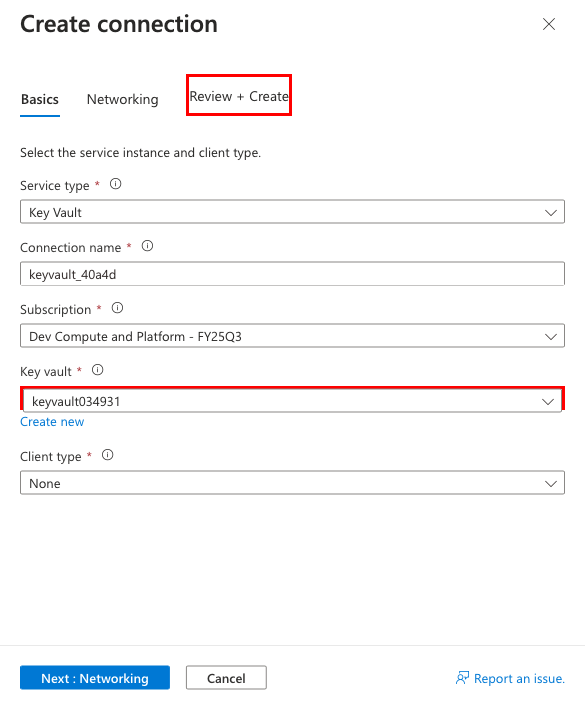 Create connection
Basics Networking Review + Create
Select the service instance and client type.
Service type *
Key Vault
Connection name *
keyvault_40a4d
Subscription *
Dev Compute and Platform - FY25Q3
Key vault *
keyvault034931
Create new
Client type *
None
Next : Networking Cancel Report an issue.